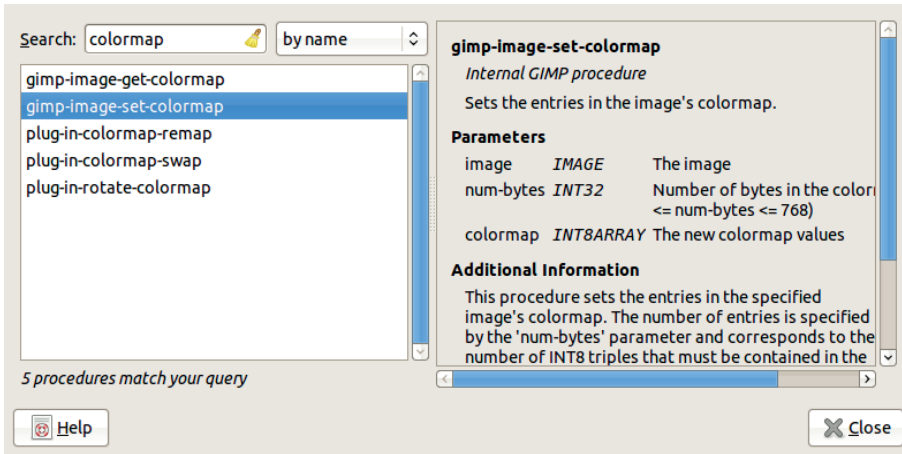 Search: colormap by name
gimp-image-get-colormap
gimp-image-set-colormap
plug-in-colormap-remap
plug-in-colormap-swap
plug-in-rotate-colormap
5 procedures match your query
Help
gimp-image-set-colormap
Internal GIMP procedure
Sets the entries in the image's colormap.
Parameters
image IMAGE The image
num-bytes INT32 Number of bytes in the
<= num-bytes <= 768)
colormap INT8ARRAY The new colormap values
Additional Information
This procedure sets the entries in the specified
image's colormap. The number of entries is specified
by the 'num-bytes' parameter and corresponds to the
number of INT8 triples that must be contained in the
Close